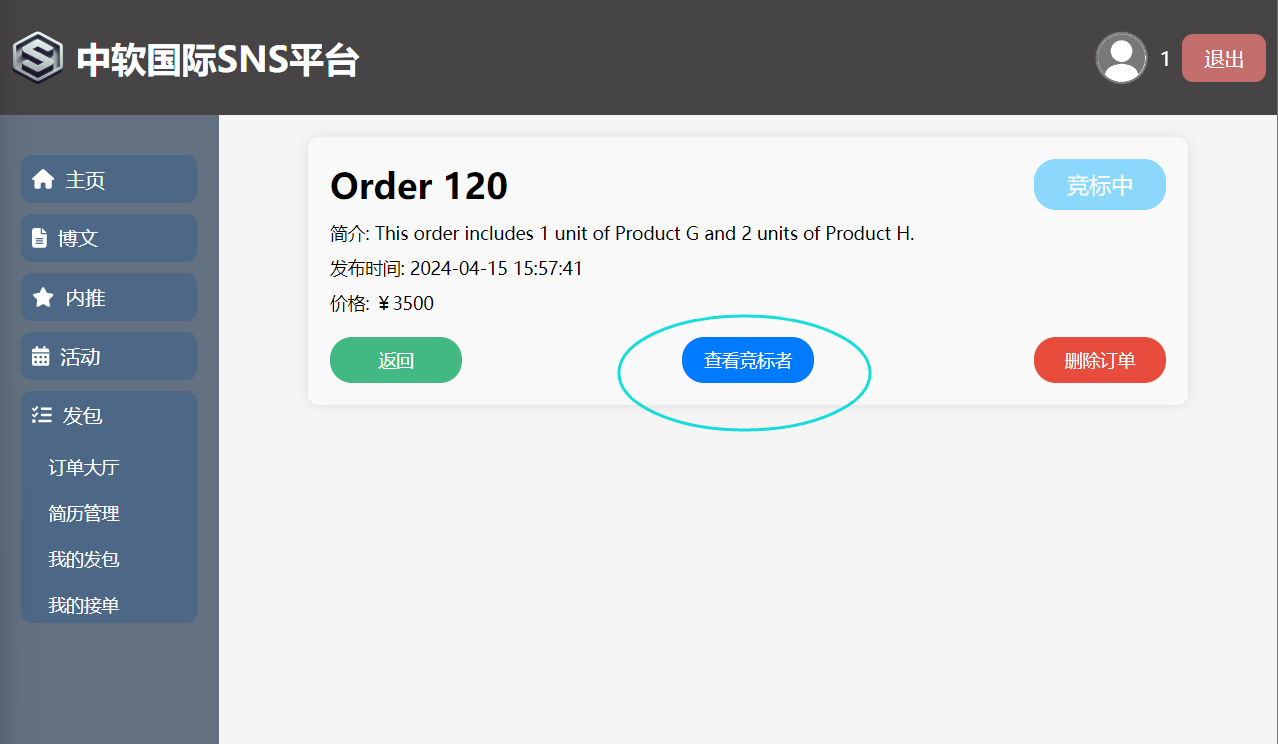 中软国际SNS平台
1
退出
主页
博文
内推
活动
发包
订单大厅
简历管理
我的发包
我的接单
Order 120
竞标中
简介: This order includes 1 unit of Product G and 2 units of Product H.
发布时间: 2024-04-15 15:57:41
价格: ￥3500
返回
查看竞标者
删除订单